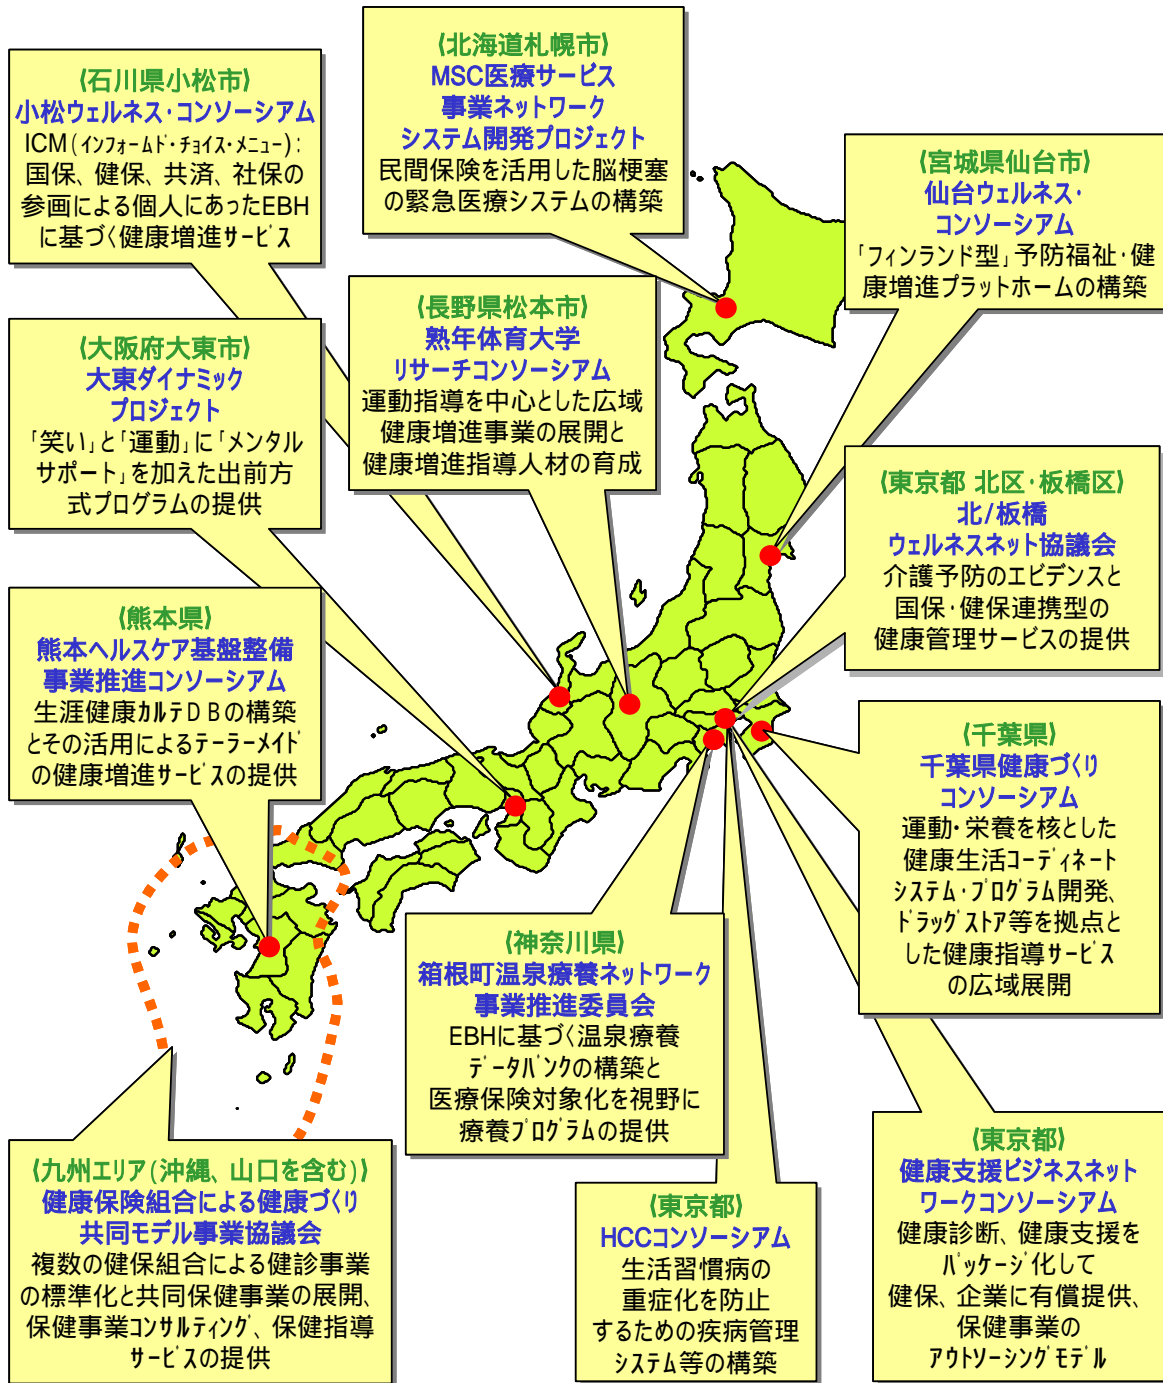 《北海道札幌市》
MSC医療サービス
事業ネットワーク
システム開発プロジェクト
民間保険を活用した脳梗塞
の緊急医療システムの構築
《石川県小松市》
小松ウェルネス・コンソーシアム
ICM(インフォームド・チョイス・メニュー):
国保、健保、共済、社保の
参画による個人にあったEBH
に基づく健康増進サービス
《宮城県仙台市》
仙台ウェルネス・
コンソーシアム
「フィンランド型」予防福祉・健
康増進プラットホームの構築
《長野県松本市》
熟年体育大学
リサーチコンソーシアム
運動指導を中心とした広域
健康増進事業の展開と
健康増進指導人材の育成
《大阪府大東市》
大東ダイナミック
プロジェクト
「笑い」と「運動」に「メンタル
サポート」を加えた出前方
式プログラムの提供
《東京都 北区・板橋区》
北/板橋
ウェルネスネット協議会
介護予防のエビデンスと
国保・健保連携型の
健康管理サービスの提供
《熊本県》
熊本ヘルスケア基盤整備
事業推進コンソーシアム
生涯健康カルテDBの構築
とその活用によるテーラーメイド
の健康増進サービスの提供
《千葉県》
千葉県健康づくり
コンソーシアム
運動・栄養を核とした
健康生活コーディネート
システム・プログラム開発、
ドラッグストア等を拠点と
した健康指導サービス
の広域展開
《神奈川県》
箱根町温泉療養ネットワーク
事業推進委員会
EBHに基づく温泉療養
データバンクの構築と
医療保険対象化を視野に
療養プログラムの提供
《九州エリア(沖縄、山口を含む)》
健康保険組合による健康づくり
共同モデル事業協議会
複数の健保組合による健診事業
の標準化と共同保健事業の展開、
保健事業コンサルティング、保健指導
サービスの提供
《東京都》
HCCコンソーシアム
生活習慣病の
重症化を防止
するための疾病管理
システム等の構築
《東京都》
健康支援ビジネスネット
ワークコンソーシアム
健康診断、健康支援を
パッケージ化して
健保、企業に有償提供、
保健事業の
アウトソーシングモデル